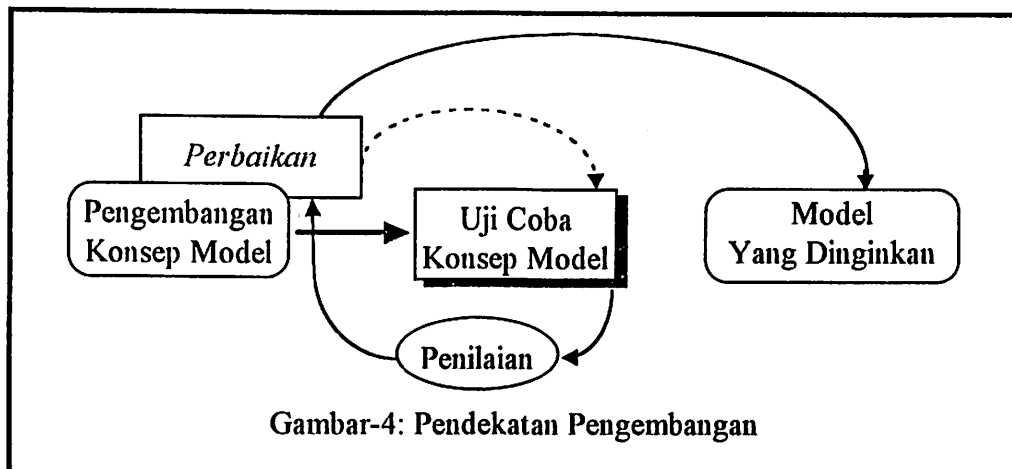 Perbaikan
Pengembangan
Konsep Model
Uji Coba
Konsep Model
Model
Yang Dinginkan
Penilaian
Gambar-4: Pendekatan Pengembangan